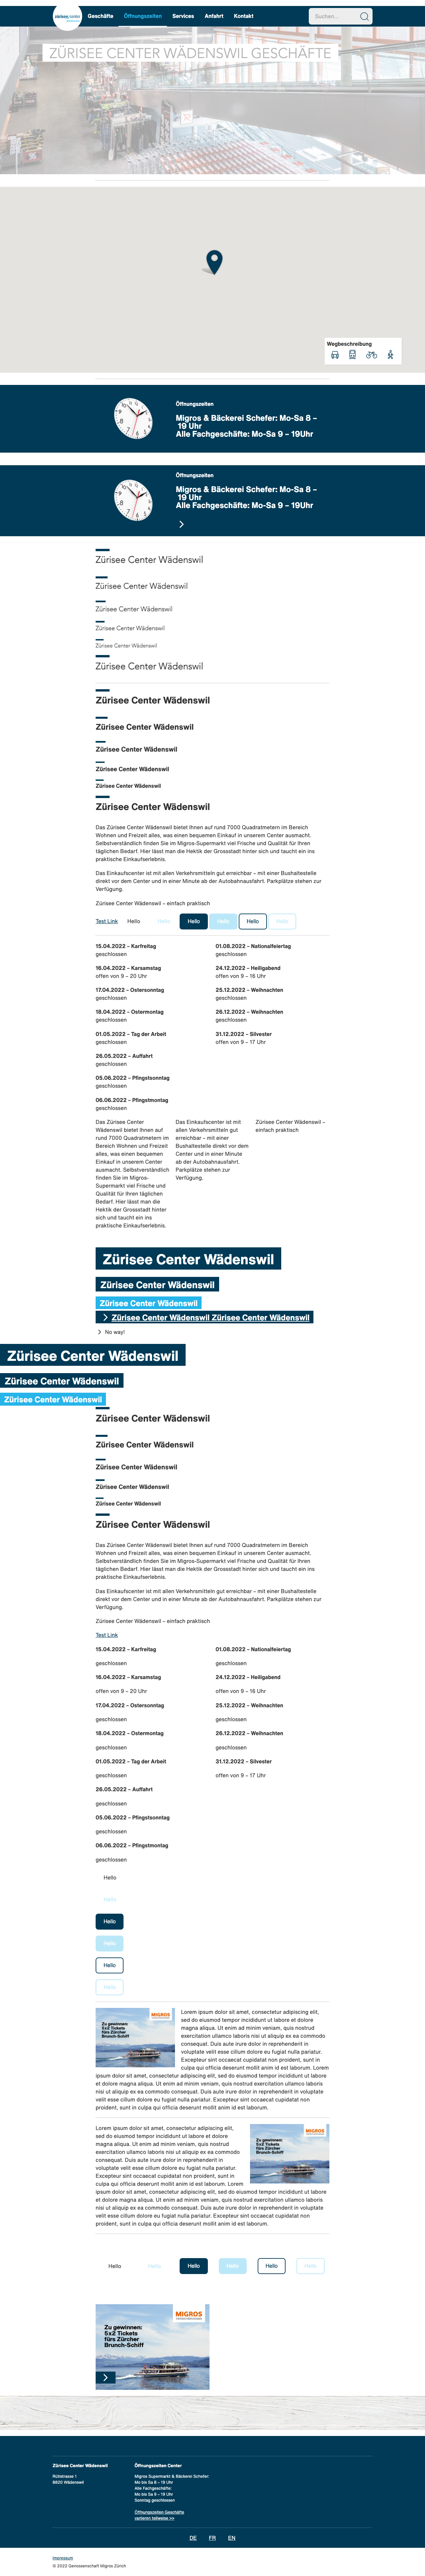 zürisee center
Geschäfte Öffnungszeiten Services Anfahrt Kontakt
Suchen...
ZÜRISEE CENTER WÄDENSWIL GESCHÄFTE
Wegbeschreibung
Öffnungszeiten
Migros & Bäckerei Schefer: Mo-Sa 8 –
19 Uhr
Alle Fachgeschäfte: Mo-Sa 9 – 19Uhr
Öffnungszeiten
Migros & Bäckerei Schefer: Mo-Sa 8 –
19 Uhr
Alle Fachgeschäfte: Mo-Sa 9 – 19Uhr
Zürisee Center Wädenswil
Zürisee Center Wädenswil
Zürisee Center Wädenswil
Zürisee Center Wädenswil
Zürisee Center Wädenswil
Zürisee Center Wädenswil
Zürisee Center Wädenswil
Zürisee Center Wädenswil
Zürisee Center Wädenswil
Zürisee Center Wädenswil
Zürisee Center Wädenswil
Zürisee Center Wädenswil
Das Zürisee Center Wädenswil bietet Ihnen auf rund 7000 Quadratmetern im Bereich
Wohnen und Freizeit alles, was einen bequemen Einkauf in unserem Center ausmacht.
Selbstverständlich finden Sie im Migros-Supermarkt viel Frische und Qualität für Ihren
täglichen Bedarf. Hier lässt man die Hektik der Grossstadt hinter sich und taucht ein ins
praktische Einkaufserlebnis.
Das Einkaufscenter ist mit allen Verkehrsmitteln gut erreichbar – mit einer Bushaltestelle
direkt vor dem Center und in einer Minute ab der Autobahnausfahrt. Parkplätze stehen zur
Verfügung.
Zürisee Center Wädenswil – einfach praktisch
Test Link Hello Hello Hello Hello Hello Hello
15.04.2022 – Karfreitag
geschlossen
16.04.2022 – Karsamstag
offen von 9 – 20 Uhr
17.04.2022 – Ostersonntag
geschlossen
18.04.2022 – Ostermontag
geschlossen
01.05.2022 – Tag der Arbeit
geschlossen
26.05.2022 – Auffahrt
geschlossen
05.06.2022 – Pfingstsonntag
geschlossen
06.06.2022 – Pfingstmontag
geschlossen
01.08.2022 – Nationalfeiertag
geschlossen
24.12.2022 – Heiligabend
offen von 9 – 16 Uhr
25.12.2022 – Weihnachten
geschlossen
26.12.2022 – Weihnachten
geschlossen
31.12.2022 – Silvester
offen von 9 – 17 Uhr
Das Zürisee Center
Wädenswil bietet Ihnen auf
rund 7000 Quadratmetern im
Bereich Wohnen und Freizeit
alles, was einen bequemen
Einkauf in unserem Center
ausmacht. Selbstverständlich
finden Sie im Migros-
Supermarkt viel Frische und
Qualität für Ihren täglichen
Bedarf. Hier lässt man die
Hektik der Grossstadt hinter
sich und taucht ein ins
praktische Einkaufserlebnis.
Das Einkaufscenter ist mit
allen Verkehrsmitteln gut
erreichbar – mit einer
Bushaltestelle direkt vor dem
Center und in einer Minute
ab der Autobahnausfahrt.
Parkplätze stehen zur
Verfügung.
Zürisee Center Wädenswil –
einfach praktisch
Zürisee Center Wädenswil
Zürisee Center Wädenswil
Zürisee Center Wädenswil
Zürisee Center Wädenswil Zürisee Center Wädenswil
No way!
Zürisee Center Wädenswil
Zürisee Center Wädenswil
Zürisee Center Wädenswil
Zürisee Center Wädenswil
Zürisee Center Wädenswil
Zürisee Center Wädenswil
Zürisee Center Wädenswil
Zürisee Center Wädenswil
Zürisee Center Wädenswil
Das Zürisee Center Wädenswil bietet Ihnen auf rund 7000 Quadratmetern im Bereich
Wohnen und Freizeit alles, was einen bequemen Einkauf in unserem Center ausmacht.
Selbstverständlich finden Sie im Migros-Supermarkt viel Frische und Qualität für Ihren
täglichen Bedarf. Hier lässt man die Hektik der Grossstadt hinter sich und taucht ein ins
praktische Einkaufserlebnis.
Das Einkaufscenter ist mit allen Verkehrsmitteln gut erreichbar – mit einer Bushaltestelle
direkt vor dem Center und in einer Minute ab der Autobahnausfahrt. Parkplätze stehen zur
Verfügung.
Zürisee Center Wädenswil – einfach praktisch
Test Link
15.04.2022 – Karfreitag
geschlossen
16.04.2022 – Karsamstag
offen von 9 – 20 Uhr
17.04.2022 – Ostersonntag
geschlossen
18.04.2022 – Ostermontag
geschlossen
01.05.2022 – Tag der Arbeit
geschlossen
26.05.2022 – Auffahrt
geschlossen
05.06.2022 – Pfingstsonntag
geschlossen
06.06.2022 – Pfingstmontag
geschlossen
01.08.2022 – Nationalfeiertag
geschlossen
24.12.2022 – Heiligabend
offen von 9 – 16 Uhr
25.12.2022 – Weihnachten
geschlossen
26.12.2022 – Weihnachten
geschlossen
31.12.2022 – Silvester
offen von 9 – 17 Uhr
Hello
Hello
Hello
Hello
Hello
Hello
MIGROS
Zu gewinnen:
5x2 Tickets
fürs Zürcher
Brunch-Schiff
Lorem ipsum dolor sit amet, consectetur adipiscing elit,
sed do eiusmod tempor incididunt ut labore et dolore
magna aliqua. Ut enim ad minim veniam, quis nostrud
exercitation ullamco laboris nisi ut aliquip ex ea commodo
consequat. Duis aute irure dolor in reprehenderit in
voluptate velit esse cillum dolore eu fugiat nulla pariatur.
Excepteur sint occaecat cupidatat non proident, sunt in
culpa qui officia deserunt mollit anim id est laborum. Lorem
ipsum dolor sit amet, consectetur adipiscing elit, sed do eiusmod tempor incididunt ut labore
et dolore magna aliqua. Ut enim ad minim veniam, quis nostrud exercitation ullamco laboris
nisi ut aliquip ex ea commodo consequat. Duis aute irure dolor in reprehenderit in voluptate
velit esse cillum dolore eu fugiat nulla pariatur. Excepteur sint occaecat cupidatat non
proident, sunt in culpa qui officia deserunt mollit anim id est laborum.
Lorem ipsum dolor sit amet, consectetur adipiscing elit,
sed do eiusmod tempor incididunt ut labore et dolore
magna aliqua. Ut enim ad minim veniam, quis nostrud
exercitation ullamco laboris nisi ut aliquip ex ea commodo
consequat. Duis aute irure dolor in reprehenderit in
voluptate velit esse cillum dolore eu fugiat nulla pariatur.
Excepteur sint occaecat cupidatat non proident, sunt in
culpa qui officia deserunt mollit anim id est laborum. Lorem
ipsum dolor sit amet, consectetur adipiscing elit, sed do eiusmod tempor incididunt ut labore
et dolore magna aliqua. Ut enim ad minim veniam, quis nostrud exercitation ullamco laboris
nisi ut aliquip ex ea commodo consequat. Duis aute irure dolor in reprehenderit in voluptate
velit esse cillum dolore eu fugiat nulla pariatur. Excepteur sint occaecat cupidatat non
proident, sunt in culpa qui officia deserunt mollit anim id est laborum.
MIGROS
Zu gewinnen:
5x2 Tickets
fürs Zürcher
Brunch-Schiff
Hello Hello Hello Hello Hello Hello
MIGROS
Zu gewinnen:
5x2 Tickets
fürs Zürcher
Brunch-Schiff
Zürisee Center Wädenswil
Rütistrasse 1
8820 Wädenswil
Öffnungszeiten Center
Migros Supermarkt & Bäckerei Schefer:
Mo bis Sa 8 – 19 Uhr
Alle Fachgeschäfte:
Mo bis Sa 9 – 19 Uhr
Sonntag geschlossen
Öffnungszeiten Geschäfte
variieren teilweise >>
DE FR EN
Impressum
© 2022 Genossenschaft Migros Zürich